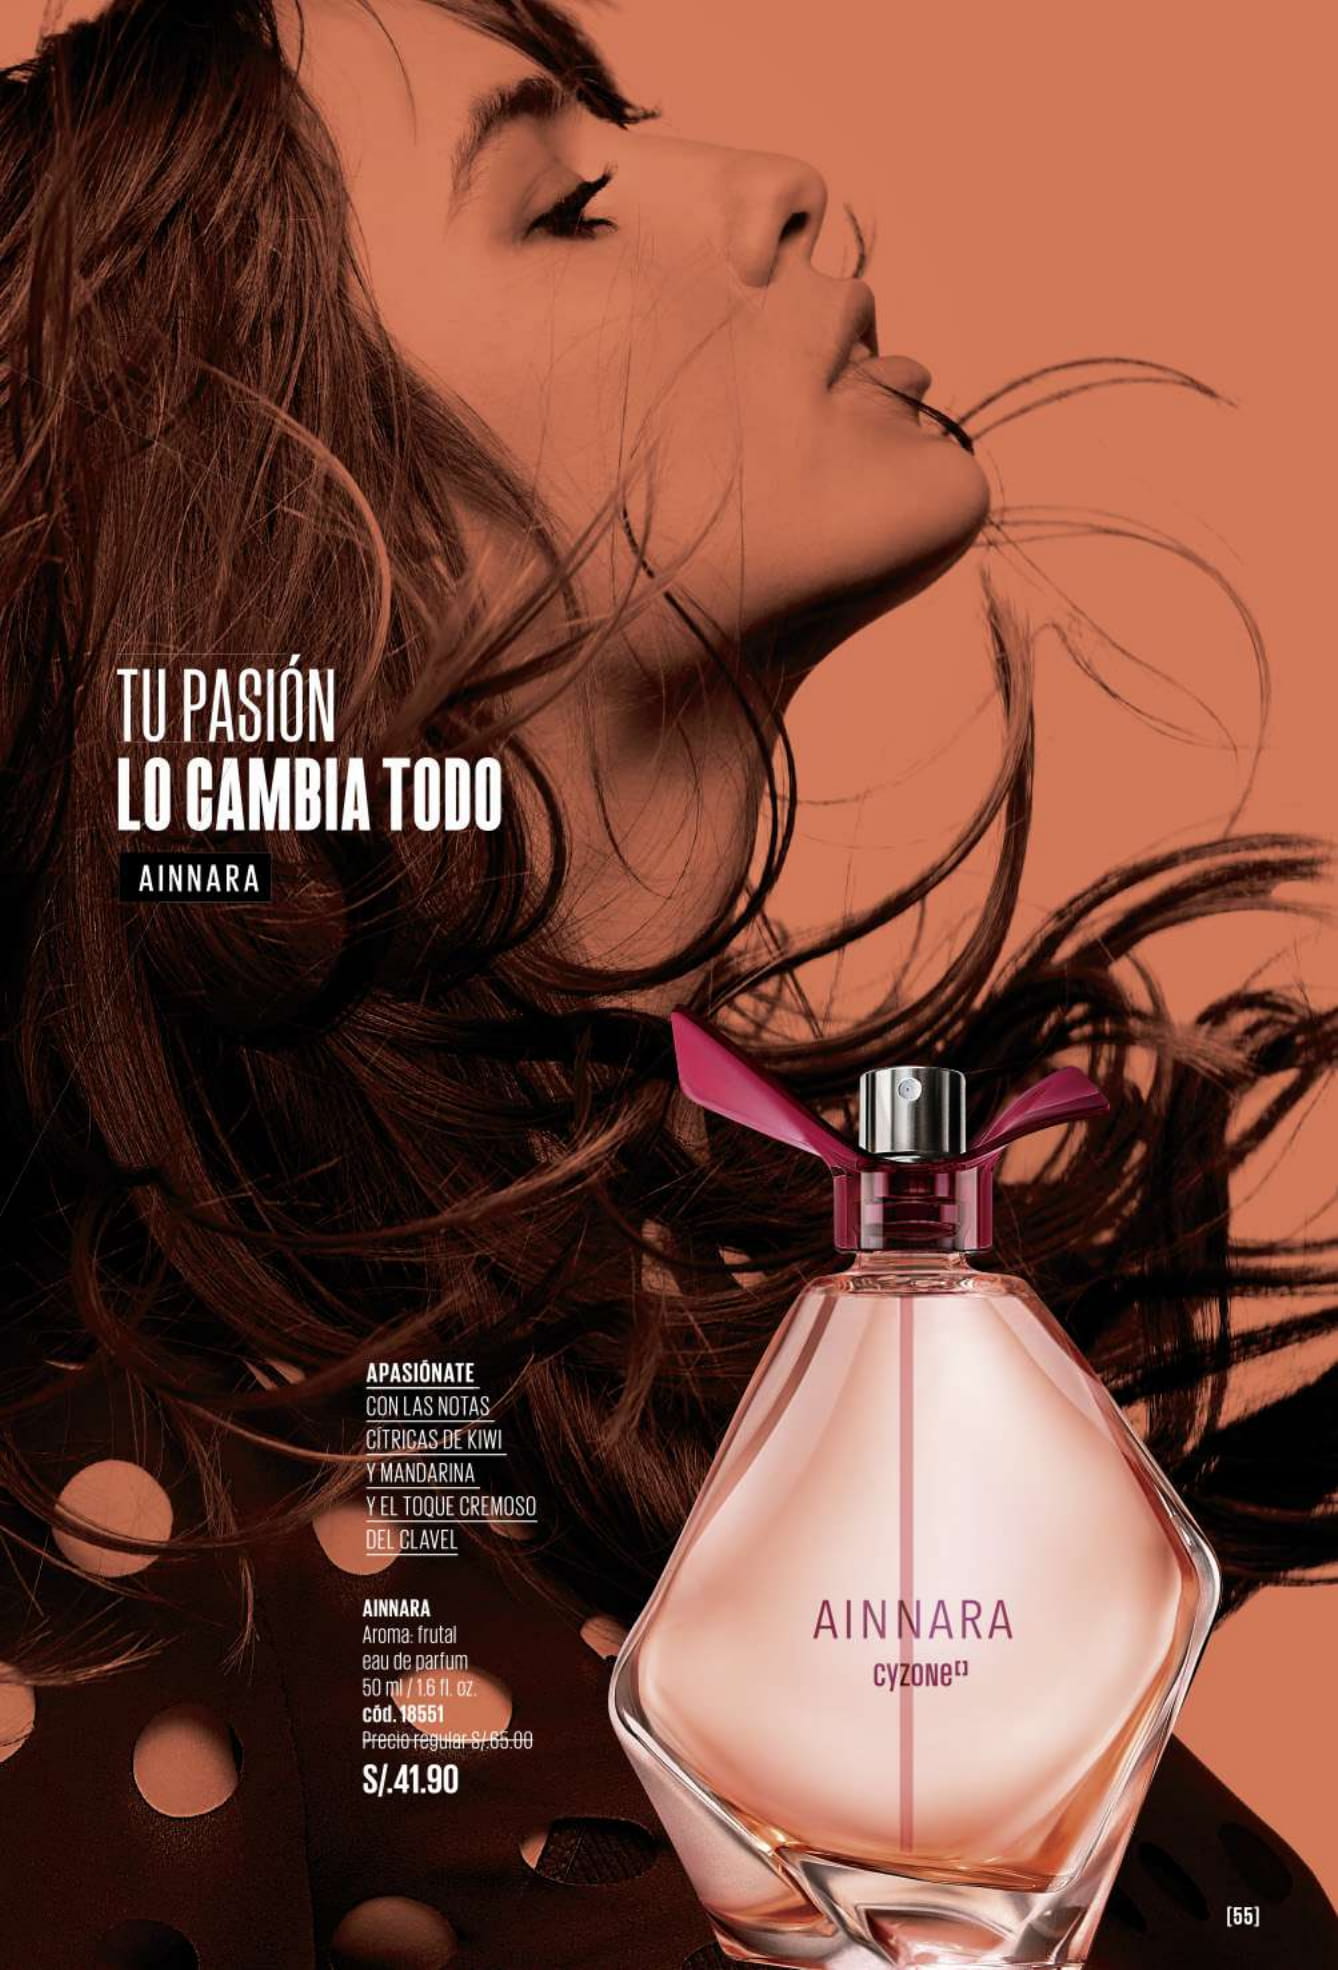 TU PASIÓN
LO CAMBIA TODO
AINNARA
APASIÓNATE
CON LAS NOTAS
CÍTRICAS DE KIWI
Y MANDARINA
Y EL TOQUE CREMOSO
DEL CLAVEL
AINNARA
Aroma: frutal
eau de parfum
50 ml / 1.6 fl. oz.
cód. 18551
Precio regular S/.65.00
S/.41.90
AINNARA
cyzone[]
[55]